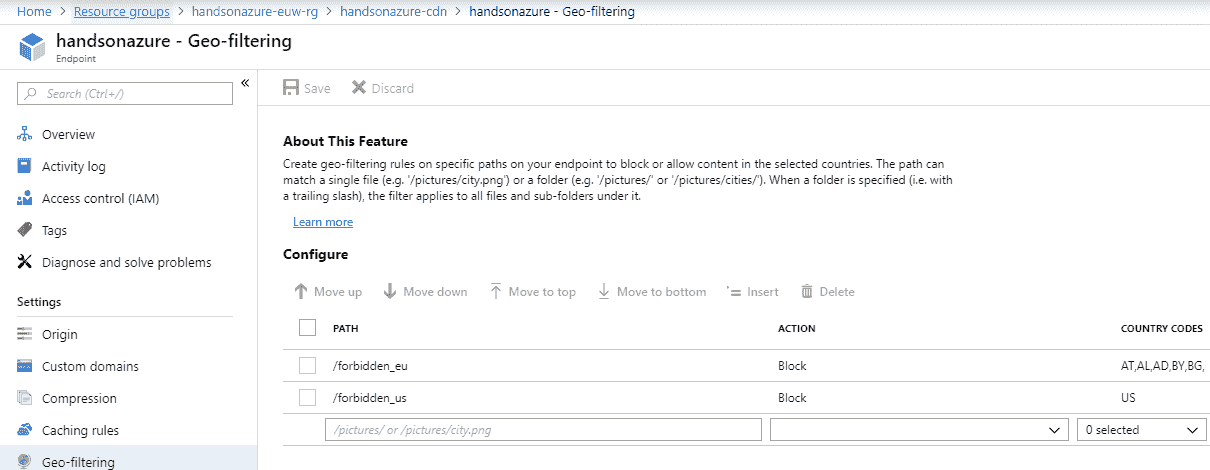 Home > Resource groups > handsonazure-euw-rg > handsonazure-cdn > handsonazure - Geo-filtering
handsonazure - Geo-filtering
Endpoint
Search (Ctrl+/)
«
Overview
Activity log
Access control (IAM)
Tags
Diagnose and solve problems
Settings
Origin
Custom domains
Compression
Caching rules
Geo-filtering
Save Discard
About This Feature
Create geo-filtering rules on specific paths on your endpoint to block or allow content in the selected countries. The path can
match a single file (e.g. '/pictures/city.png') or a folder (e.g. '/pictures/' or '/pictures/cities/'). When a folder is specified (i.e. with
a trailing slash), the filter applies to all files and sub-folders under it.
Learn more
Configure
Move up Move down Move to top Move to bottom Insert Delete
PATH ACTION COUNTRY CODES
/forbidden_eu Block AT,AL,AD,BY,BG,
/forbidden_us Block US
/pictures/ or /pictures/city.png 0 selected